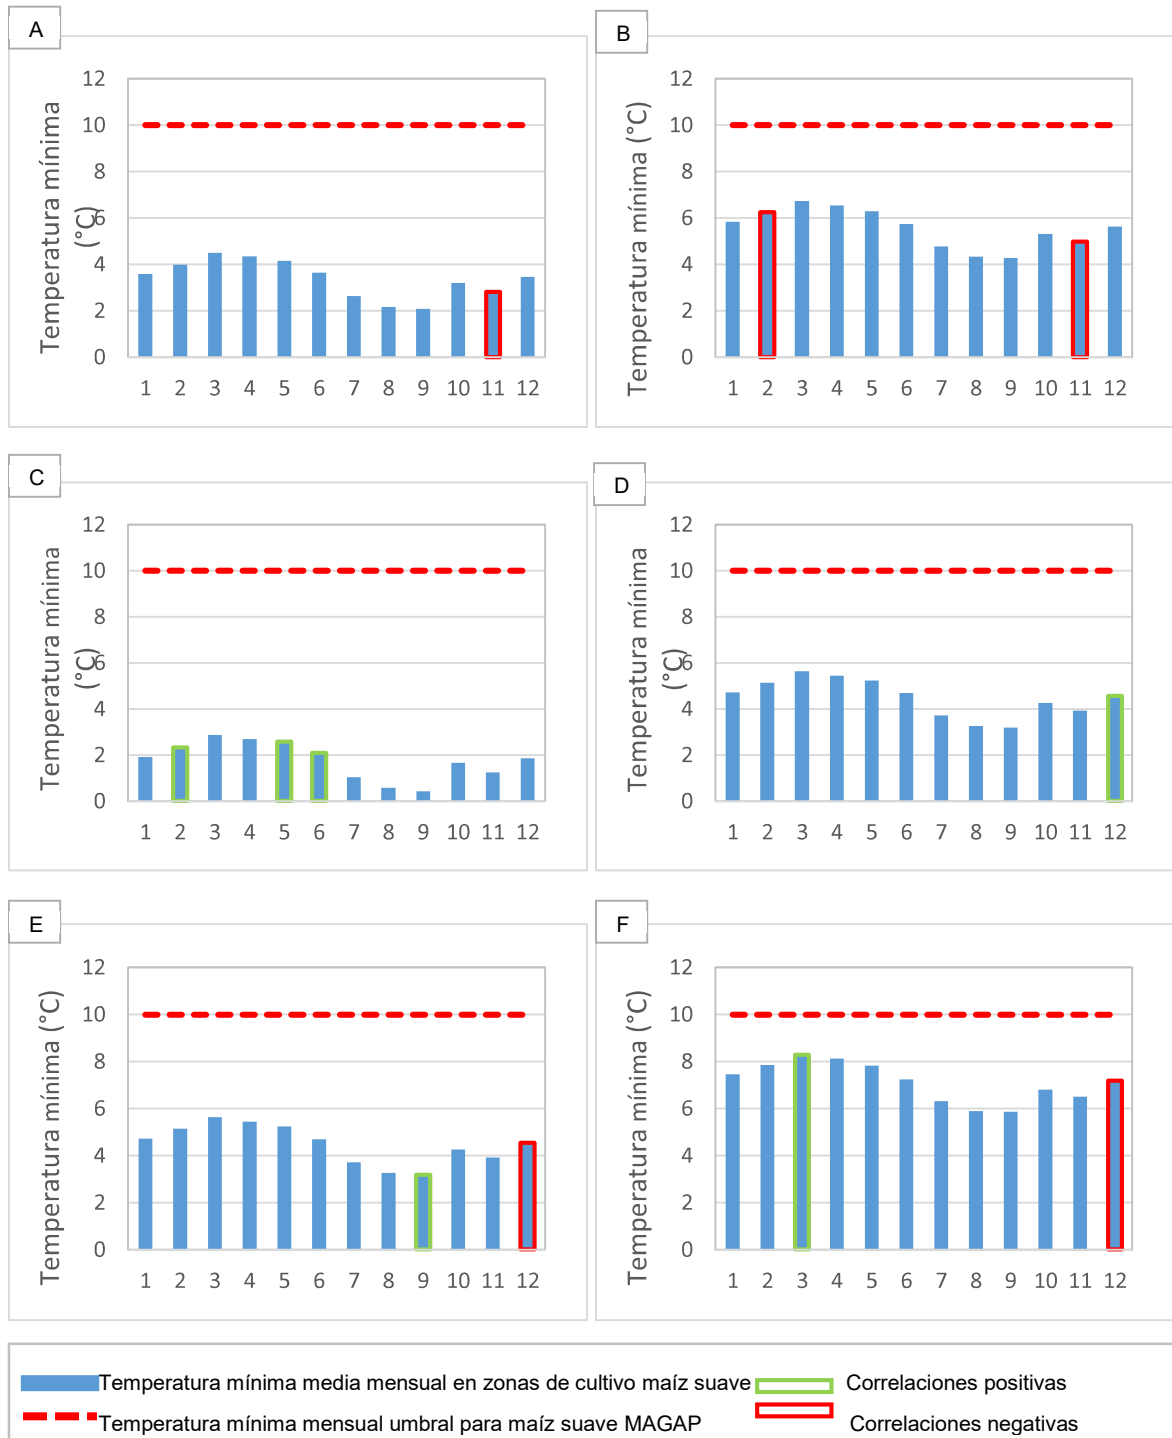 A
Temperatura mínima
(°C)
12
10
8
6
4
2
0
1 2 3 4 5 6 7 8 9 10 11 12
B
Temperatura mínima (°C)
12
10
8
6
4
2
0
1 2 3 4 5 6 7 8 9 10 11 12
C
Temperatura mínima
(°C)
12
10
8
6
4
2
0
1 2 3 4 5 6 7 8 9 10 11 12
D
Temperatura mínima
(°C)
12
10
8
6
4
2
0
1 2 3 4 5 6 7 8 9 10 11 12
E
Temperatura mínima (°C)
12
10
8
6
4
2
0
1 2 3 4 5 6 7 8 9 10 11 12
F
Temperatura mínima (°C)
12
10
8
6
4
2
0
1 2 3 4 5 6 7 8 9 10 11 12
Temperatura mínima media mensual en zonas de cultivo maíz suave
Correlaciones positivas
Temperatura mínima mensual umbral para maíz suave MAGAP
Correlaciones negativas